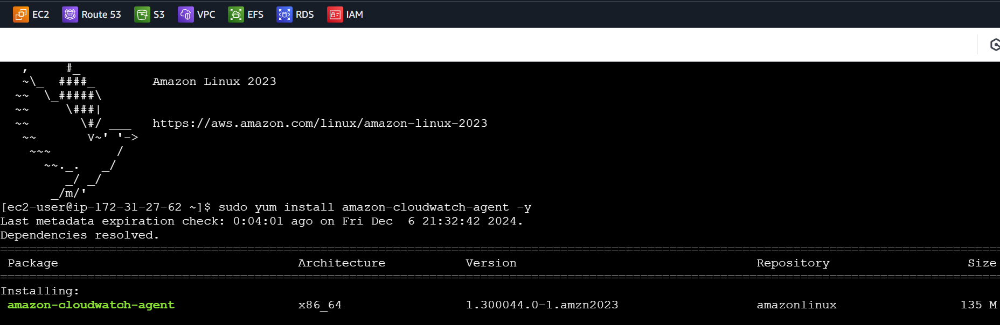 EC2 Route 53 S3 VPC EFS RDS IAM
   ,     #_
   ~\_  ####_        Amazon Linux 2023
  ~~  \_#####\
  ~~     \###|
  ~~       \#/ ___   https://aws.amazon.com/linux/amazon-linux-2023
   ~~       V~' '->
    ~~~         /
      ~~._.   _/
         _/ _/
       _/m/'
[ec2-user@ip-172-31-27-62 ~]$ sudo yum install amazon-cloudwatch-agent -y
Last metadata expiration check: 0:04:01 ago on Fri Dec  6 21:32:42 2024.
Dependencies resolved.
==========================================================================================================================================
 Package                                 Architecture           Version                                 Repository                   Size
==========================================================================================================================================
Installing:
 amazon-cloudwatch-agent                 x86_64                 1.300044.0-1.amzn2023                   amazonlinux                 135 M